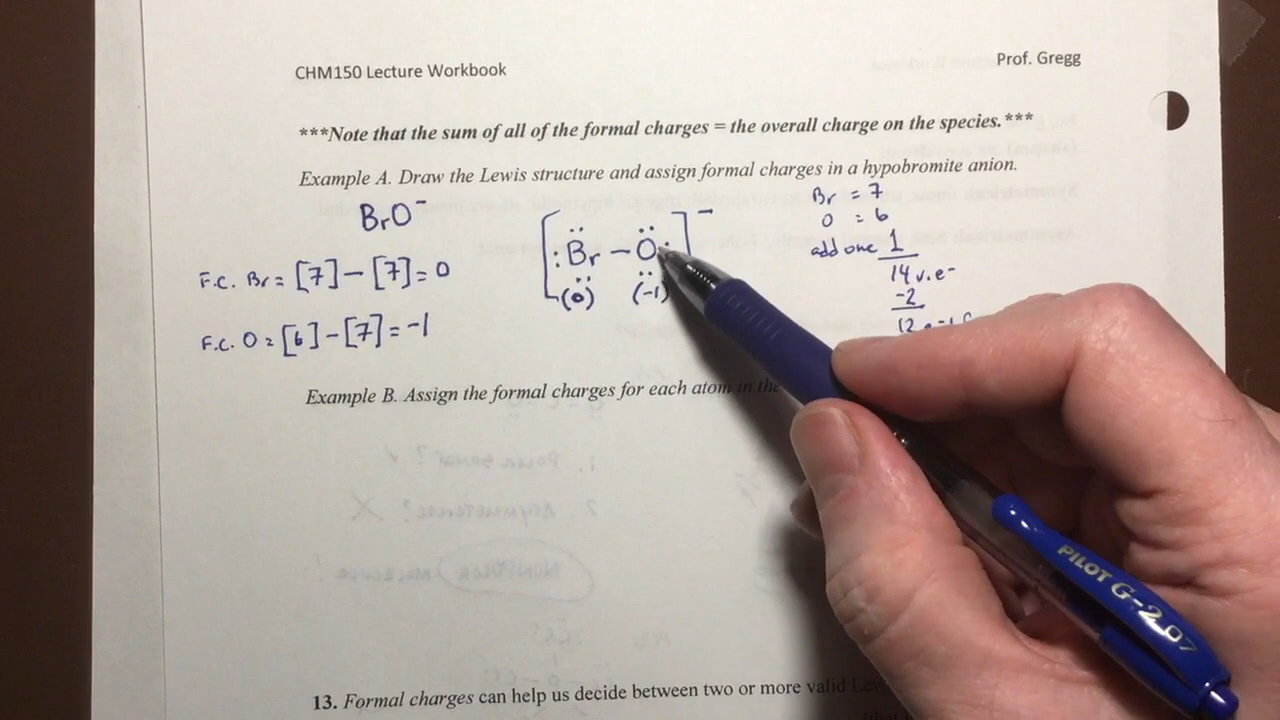 CHM150 Lecture Workbook
Prof. Gregg
***Note that the sum of all of the formal charges = the overall charge on the species.***
Example A. Draw the Lewis structure and assign formal charges in a hypobromite anion.
BrO⁻
[:Br – O:]⁻
(0) (-1)
Br = 7
O = 6
add one 1
14 v.e⁻
-2
12
F.C. Br = [7] – [7] = 0
F.C. O = [6] – [7] = -1
Example B. Assign the formal charges for each atom in the
13. Formal charges can help us decide between two or more valid
PILOT G-2 07